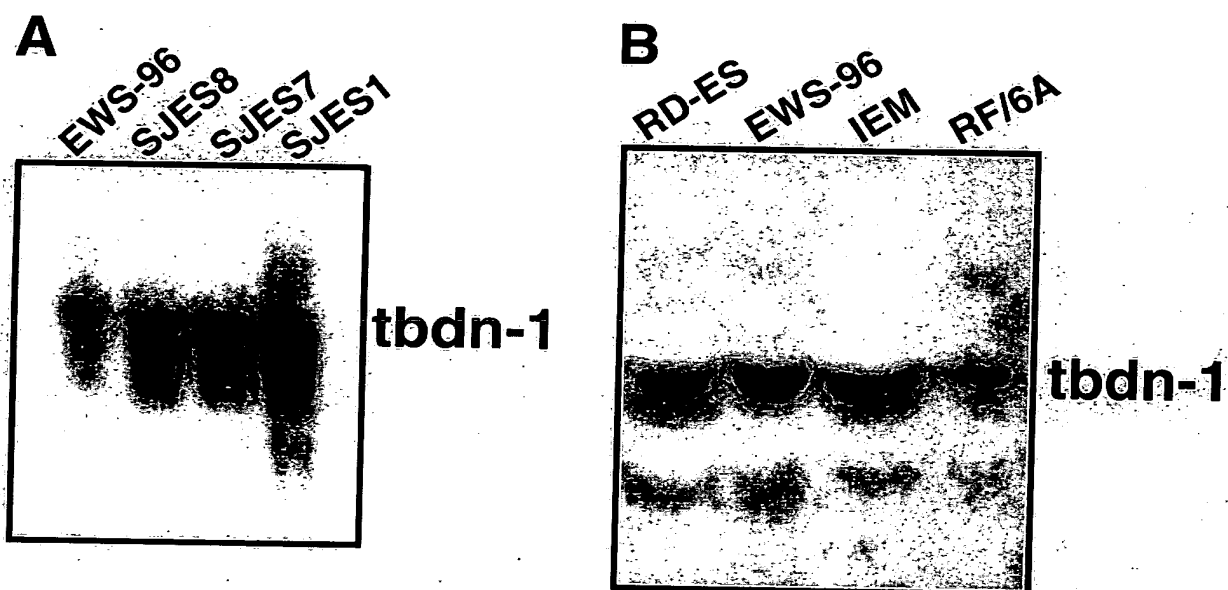 A
EWS-96
SJES8
SJES7
SJES1
tbdn-1
B
RD-ES
EWS-96
IEM
RF/6A
tbdn-1